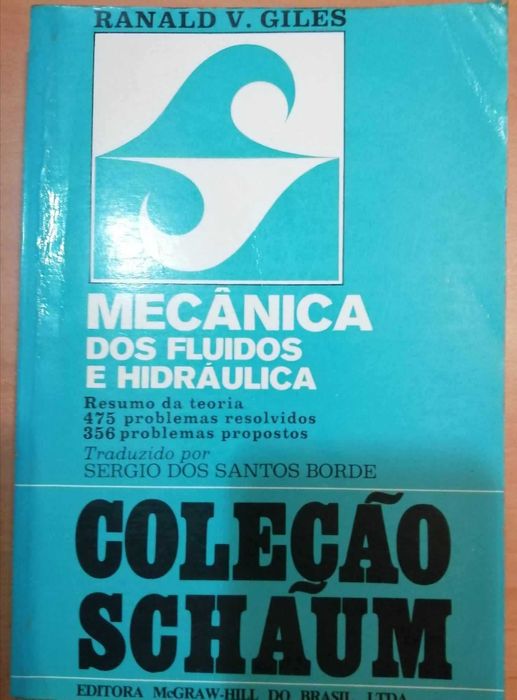 RANALD V. GILES
MECÂNICA
DOS FLUIDOS
E HIDRÁULICA
Resumo da teoria
475 problemas resolvidos
356 problemas propostos
Traduzido por
SERGIO DOS SANTOS BORDE
COLEÇÃO
SCHAUM
EDITORA McGRAW-HILL DO BRASIL, LTDA.